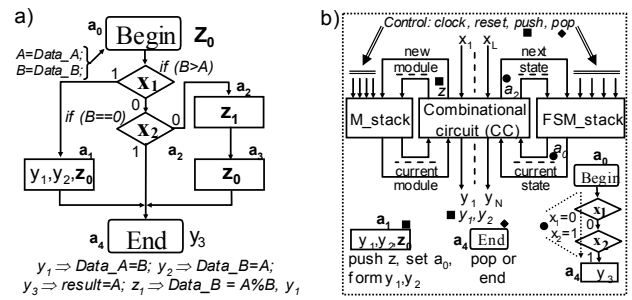 a)
a₀ Begin Z₀
A=Data_A;
B=Data_B;
if (B>A)
1 x₁
0
if (B==0) x₂ 0
a₂
z₁
a₁
1
a₂
a₃
y₁, y₂, z₀
z₀
a₄ End y₃
y₁ ⇒ Data_A=B; y₂ ⇒ Data_B=A;
y₃ ⇒ result=A; z₁ ⇒ Data_B = A%B, y₁
b)
Control: clock, reset, push, pop
x₁ x_L
new module
next state
z
a₂
M_stack
Combinational circuit (CC)
FSM_stack
a₀
current module
current state
y₁ y_N
y₁, y₂
a₀
Begin
x₁
0
x₁=0
x₂=1
x₂
1
a₄ y₃
a₁
y₁, y₂ z₀
push z, set a₀,
form y₁, y₂
a₄ End
pop or
end